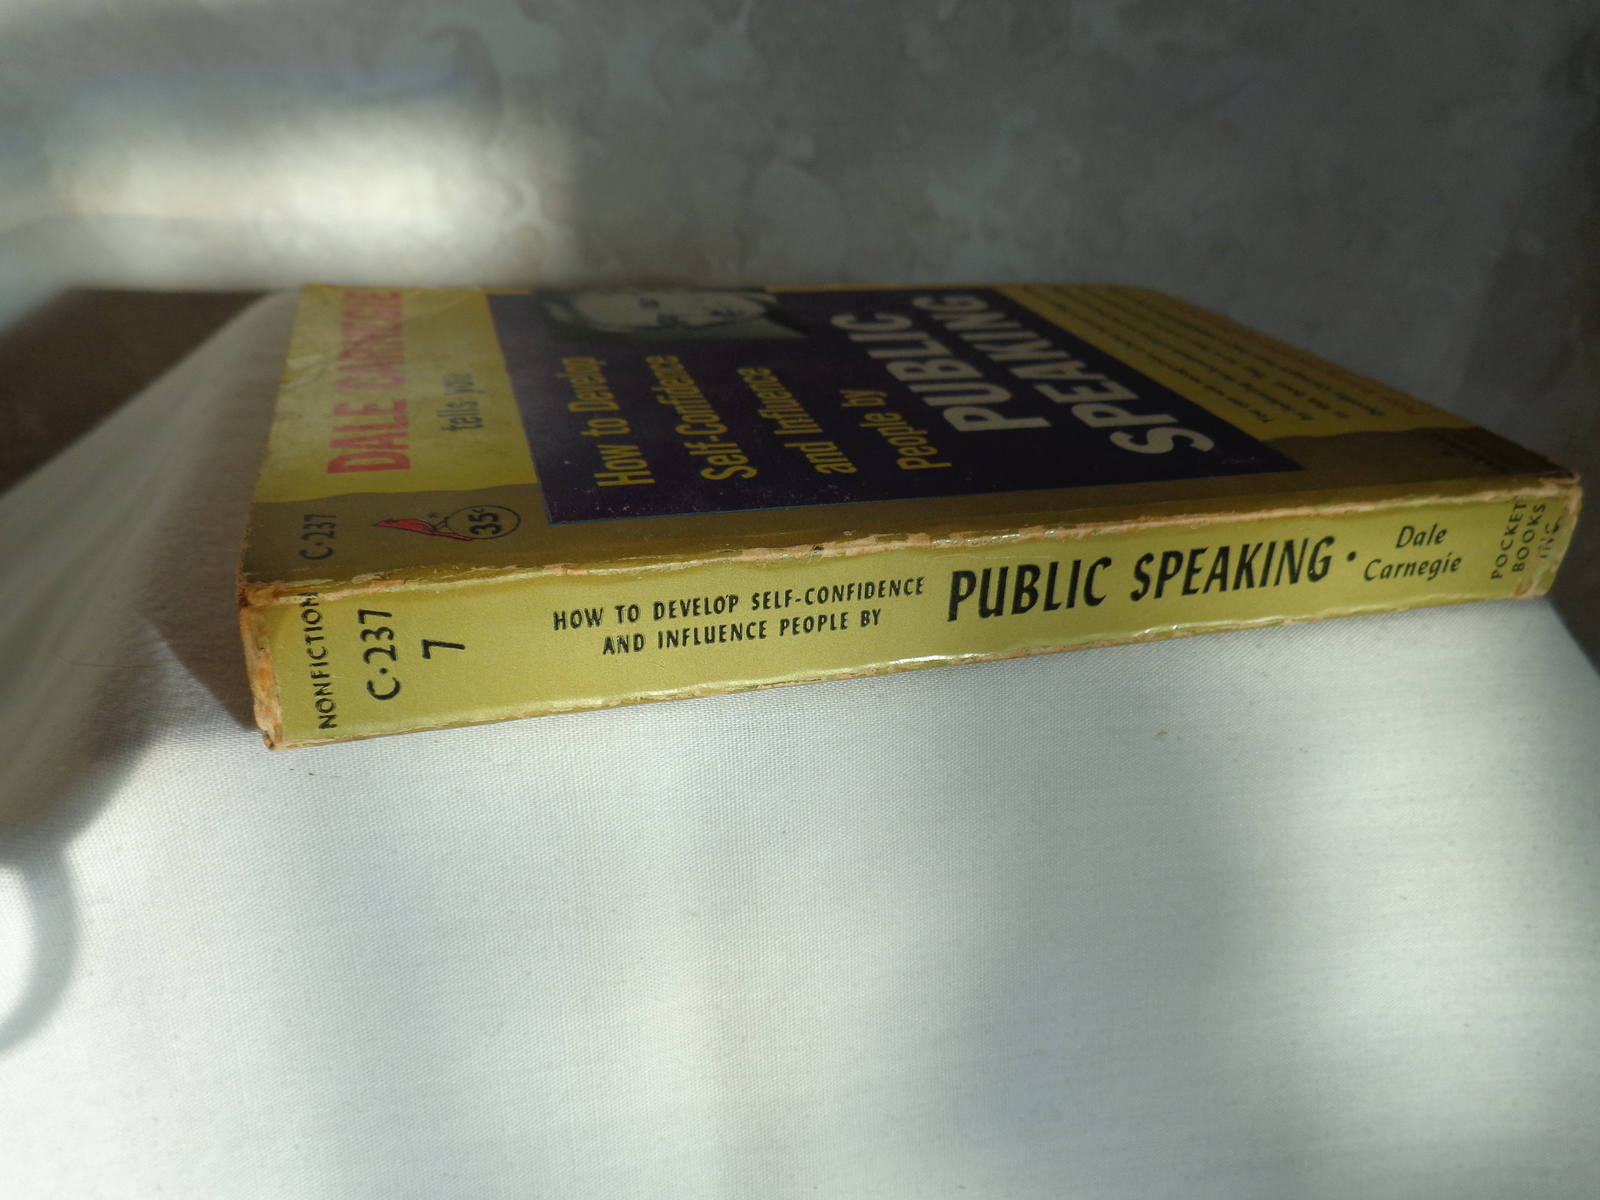 DALE CARNEGIE
tells you
How to Develop
Self-Confidence
and Influence
People by
PUBLIC
SPEAKING
C·237
35¢
NONFICTION
C·237
7
HOW TO DEVELOP SELF-CONFIDENCE
AND INFLUENCE PEOPLE BY
PUBLIC SPEAKING ·
Dale
Carnegie
POCKET
BOOKS
INC